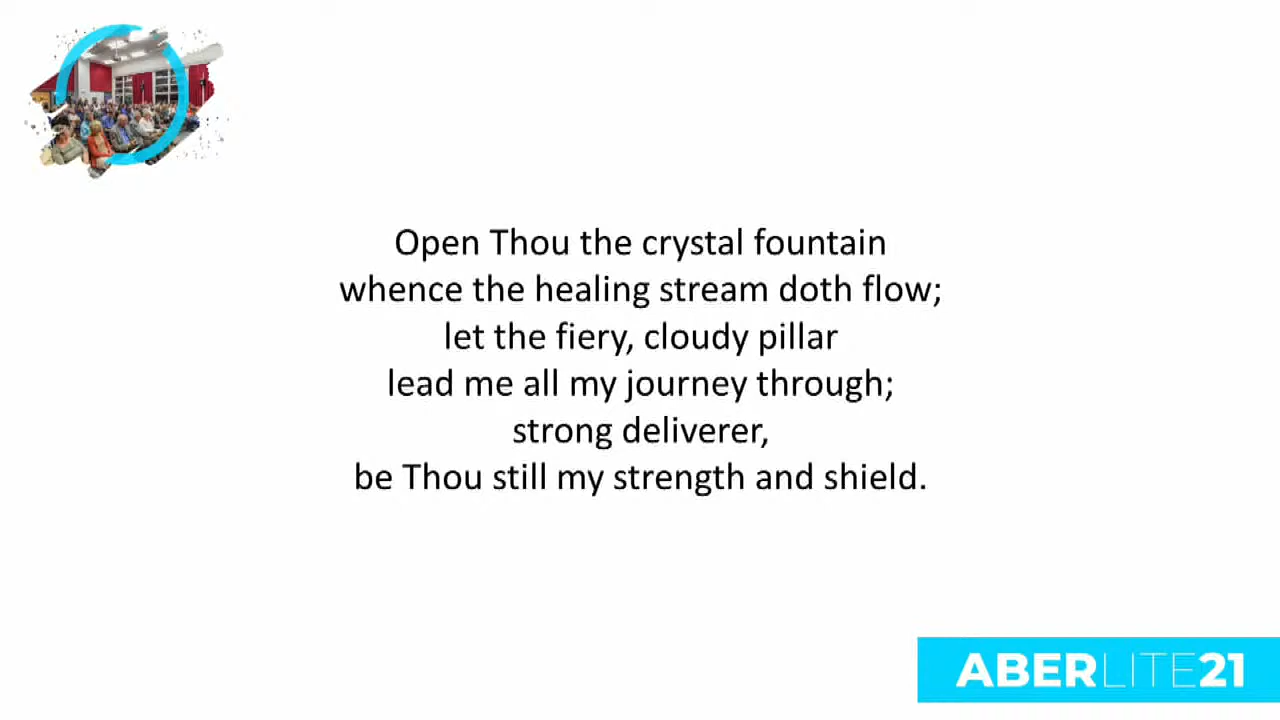 Open Thou the crystal fountain
whence the healing stream doth flow;
let the fiery, cloudy pillar
lead me all my journey through;
strong deliverer,
be Thou still my strength and shield.
ABERLITE21